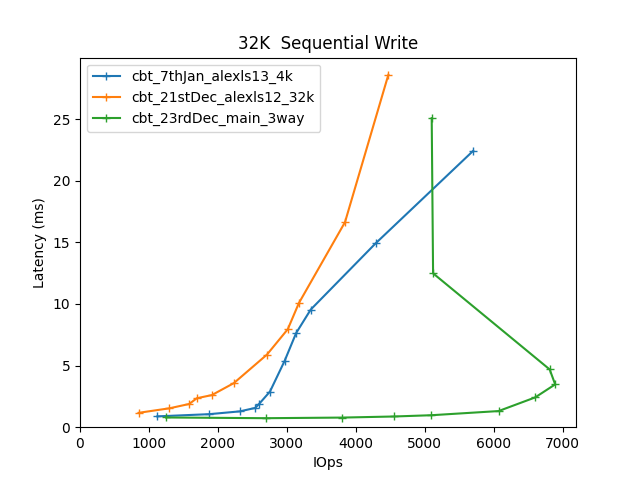 32K  Sequential Write
cbt_7thJan_alexls13_4k
cbt_21stDec_alexls12_32k
cbt_23rdDec_main_3way
Latency (ms)
25
20
15
10
5
0
0 1000 2000 3000 4000 5000 6000 7000
IOps